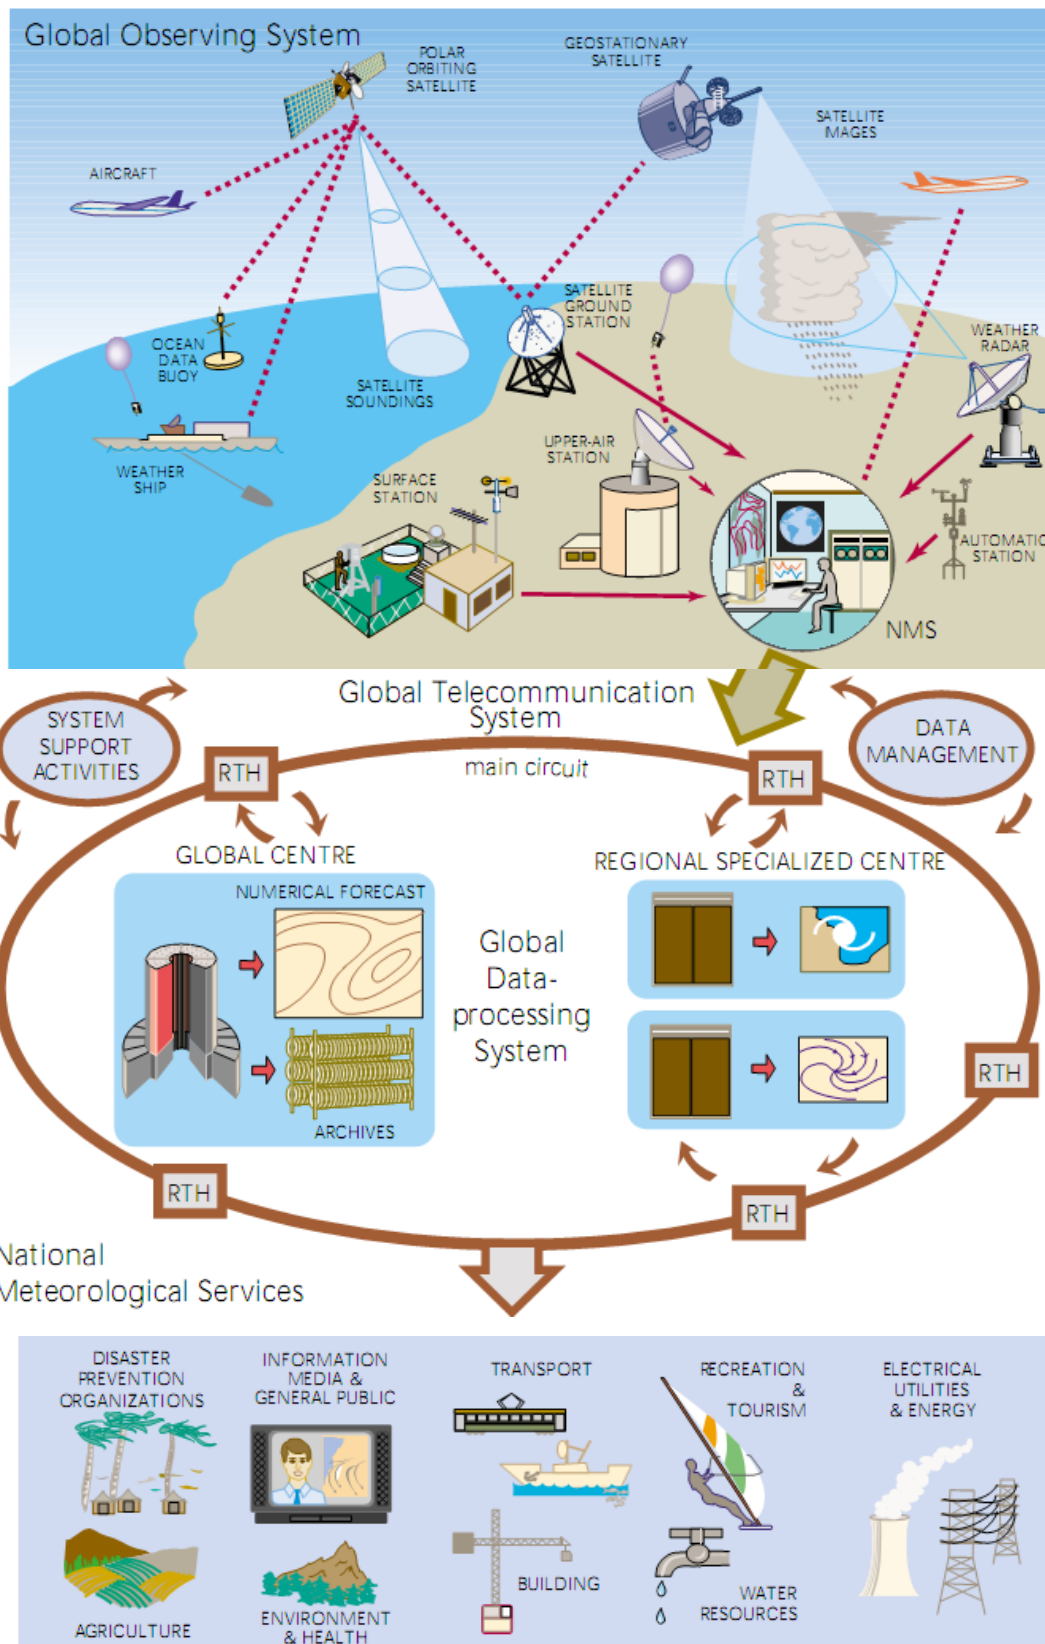 Global Observing System
POLAR
ORBITING
SATELLITE
GEOSTATIONARY
SATELLITE
SATELLITE
IMAGES
AIRCRAFT
OCEAN
DATA
BUOY
SATELLITE
SOUNDINGS
SATELLITE
GROUND
STATION
WEATHER
RADAR
WEATHER
SHIP
SURFACE
STATION
UPPER-AIR
STATION
AUTOMATIC
STATION
NMS
Global Telecommunication
System
main circuit
SYSTEM
SUPPORT
ACTIVITIES
DATA
MANAGEMENT
RTH
RTH
GLOBAL CENTRE
NUMERICAL FORECAST
ARCHIVES
Global
Data-
processing
System
REGIONAL SPECIALIZED CENTRE
RTH
RTH
RTH
National
Meteorological Services
DISASTER
PREVENTION
ORGANIZATIONS
INFORMATION
MEDIA &
GENERAL PUBLIC
TRANSPORT
RECREATION
&
TOURISM
ELECTRICAL
UTILITIES
& ENERGY
AGRICULTURE
ENVIRONMENT
& HEALTH
BUILDING
WATER
RESOURCES